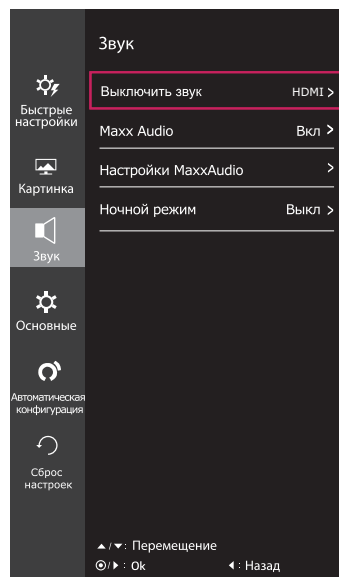 Звук
Быстрые
настройки
Картинка
Звук
Основные
Автоматическая
конфигурация
Сброс
настроек
Выключить звук HDMI >
Maxx Audio Вкл >
Настройки MaxxAudio >
Ночной режим Выкл >
▲/▼: Перемещение
⦿/▶ : Ok ◀ : Назад